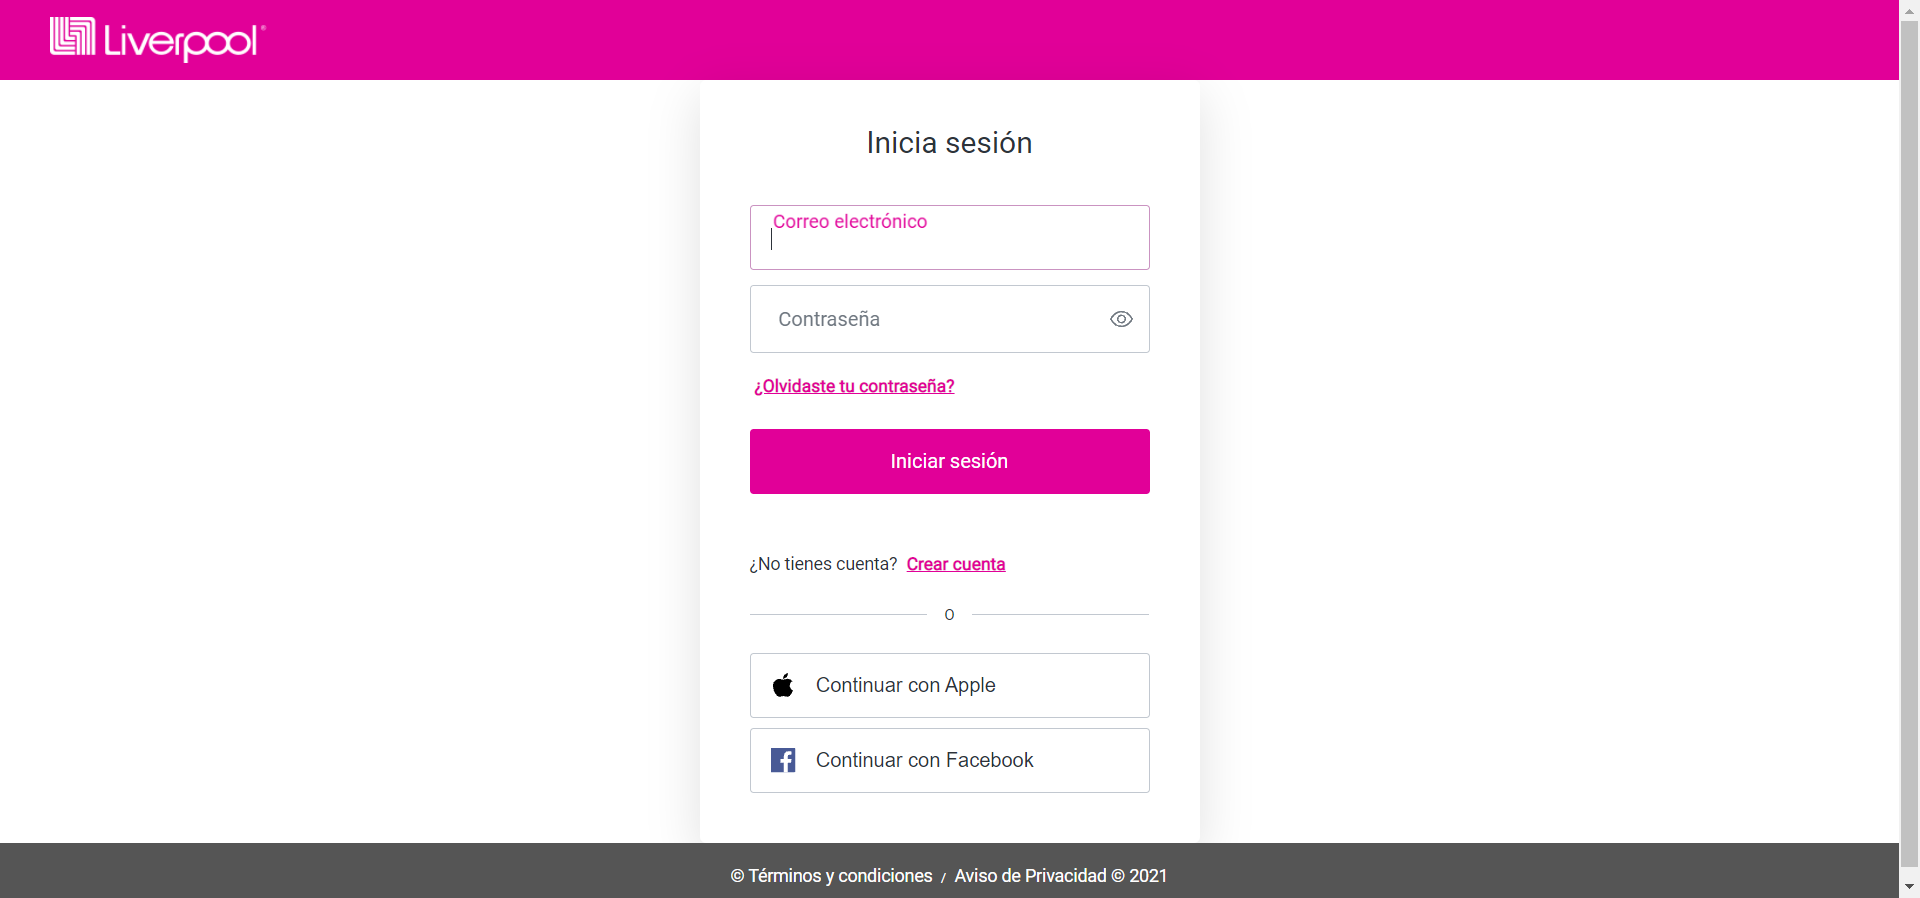 Liverpool
Inicia sesión
Correo electrónico
Contraseña
¿Olvidaste tu contraseña?
Iniciar sesión
¿No tienes cuenta? Crear cuenta
O
Continuar con Apple
Continuar con Facebook
© Términos y condiciones / Aviso de Privacidad © 2021